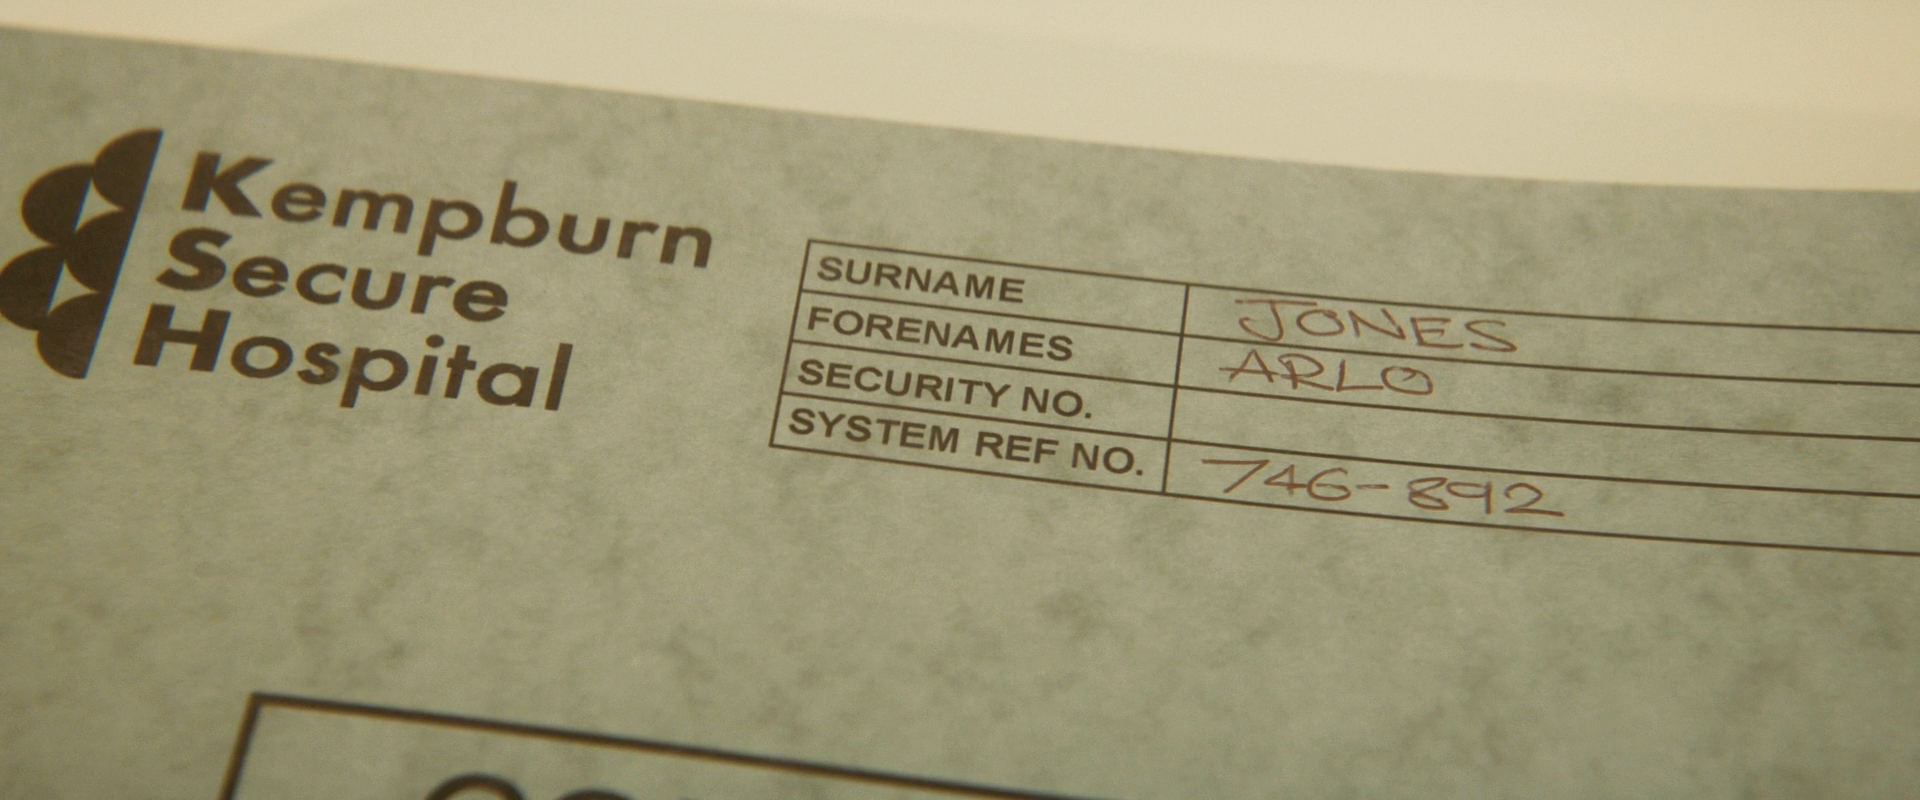 Kempburn
Secure
Hospital
SURNAME JONES
FORENAMES ARLO
SECURITY NO.
SYSTEM REF NO. 746-892